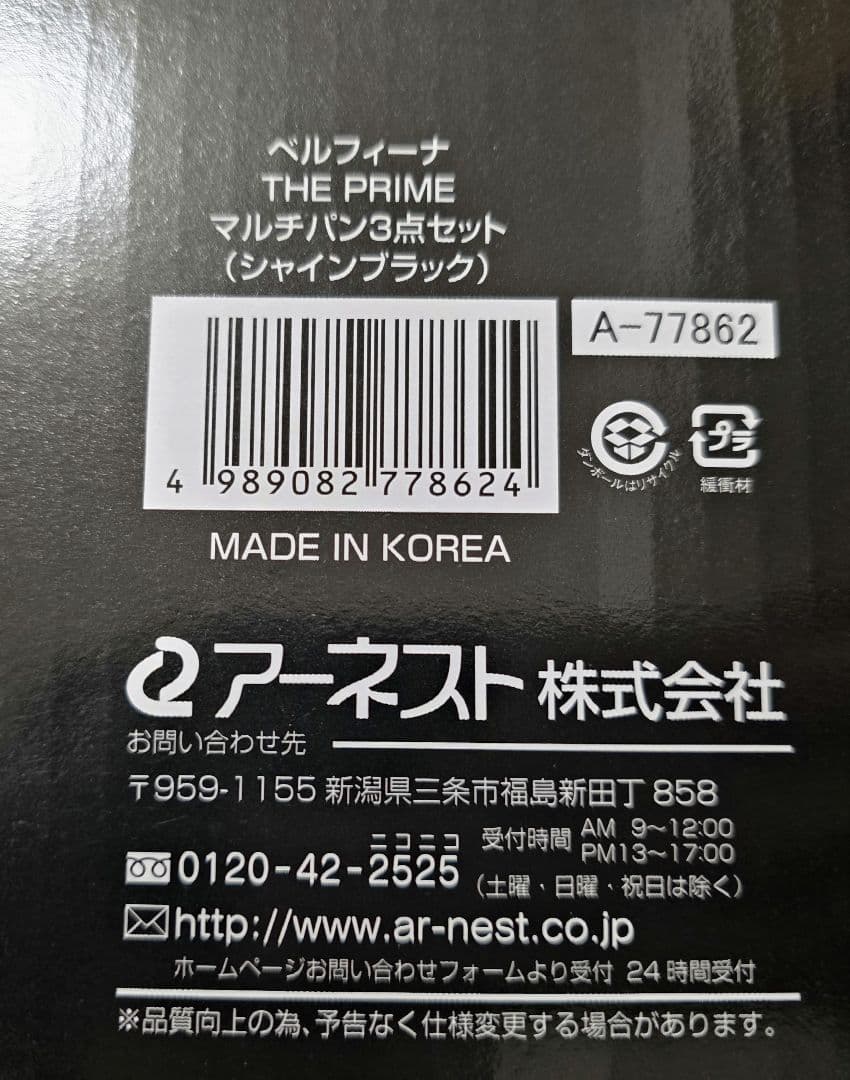 ベルフィーナ
THE PRIME
マルチパン3点セット
(シャインブラック)
A-77862
4 989082 778624
ダンボールはリサイクル
プラ
緩衝材
MADE IN KOREA
アーネスト株式会社
お問い合わせ先
〒959-1155 新潟県三条市福島新田丁 858
ニコニコ
0120-42-2525
受付時間 AM 9~12:00
PM13~17:00
(土曜・日曜・祝日は除く)
http://www.ar-nest.co.jp
ホームページお問い合わせフォームより受付 24時間受付
※品質向上の為、予告なく仕様変更する場合があります。